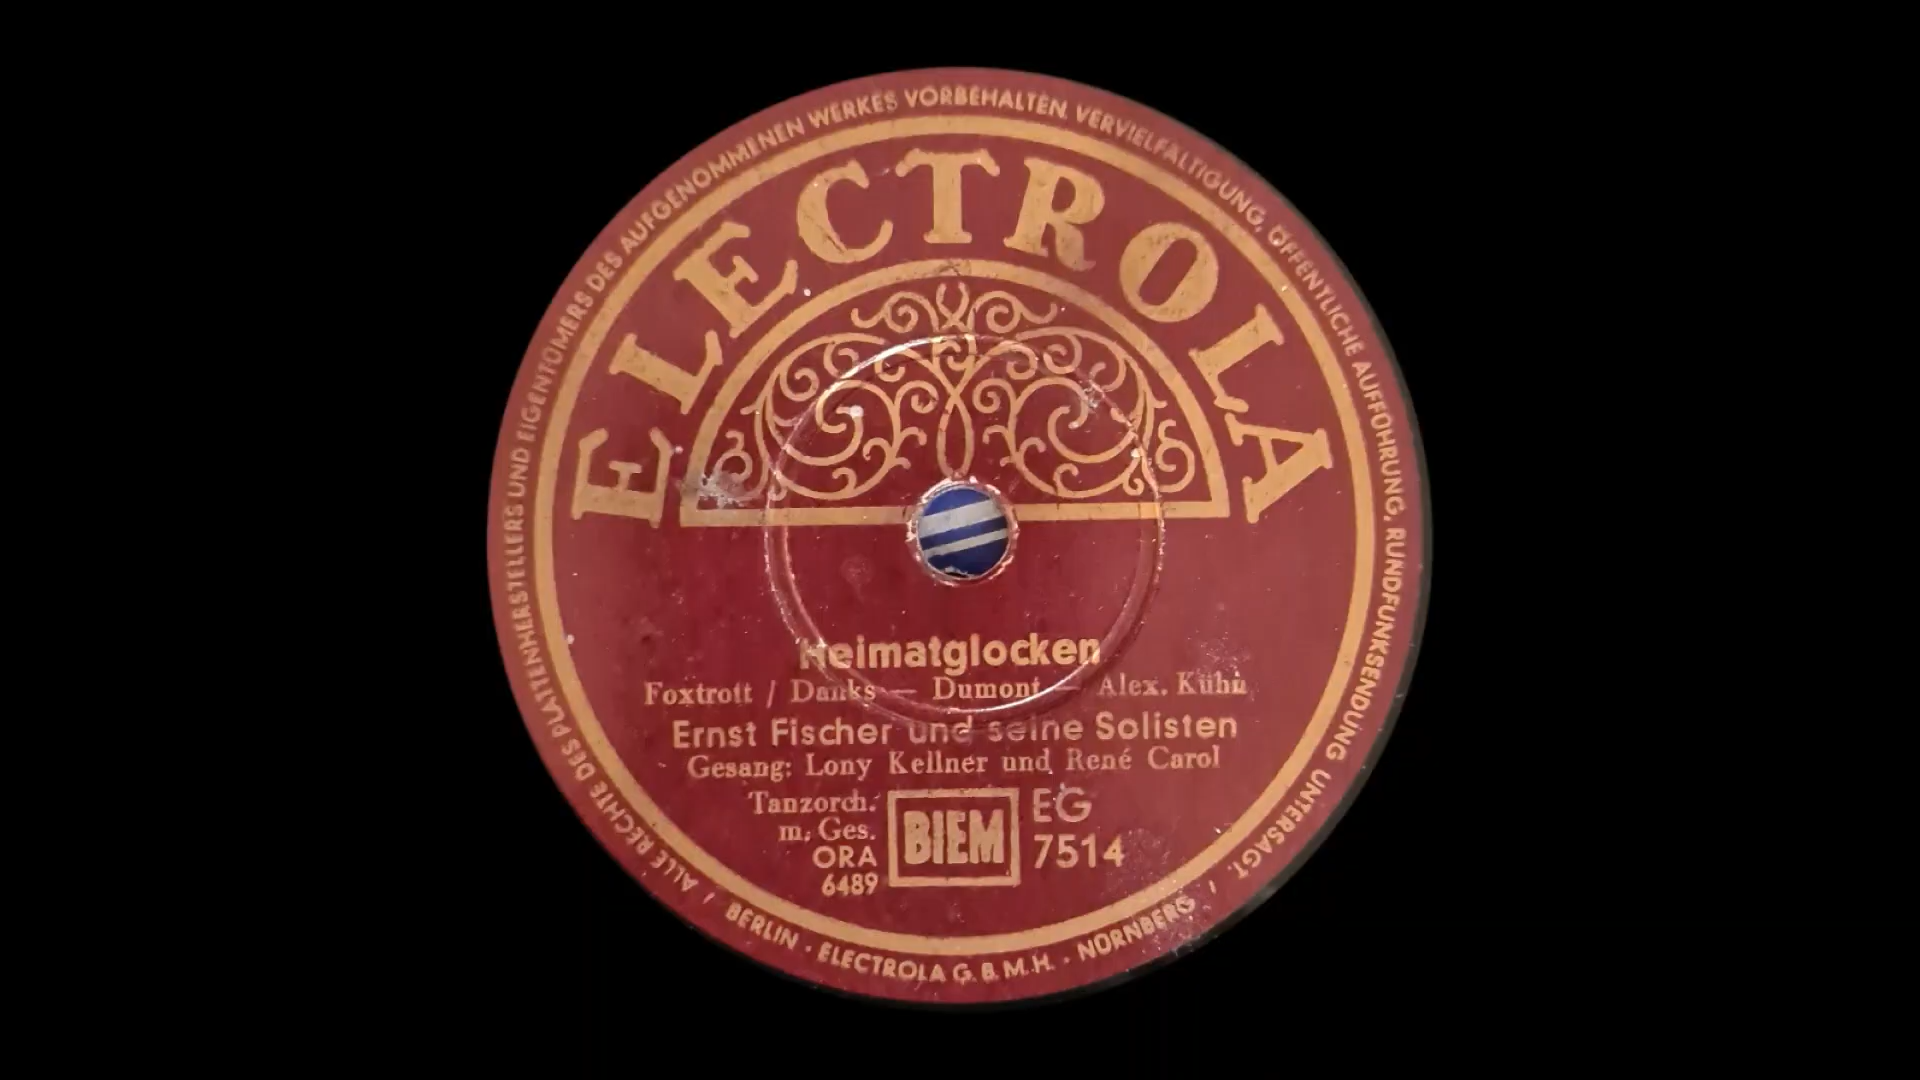 ALLE RECHTE DES PLATTENHERSTELLERS UND EIGENTÜMERS DES AUFGENOMMENEN WERKES VORBEHALTEN. VERVIELFÄLTIGUNG, ÖFFENTLICHE AUFFÜHRUNG, RUNDFUNKSENDUNG UNTERSAGT.
ELECTROLA
Heimatglocken
Foxtrott / Danks — Dumont — Alex. Kühn
Ernst Fischer und seine Solisten
Gesang: Lony Kellner und René Carol
Tanzorch. EG
m. Ges. BIEM 7514
ORA
6489
/ BERLIN · ELECTROLA G.B.M.H. · NÜRNBERG /